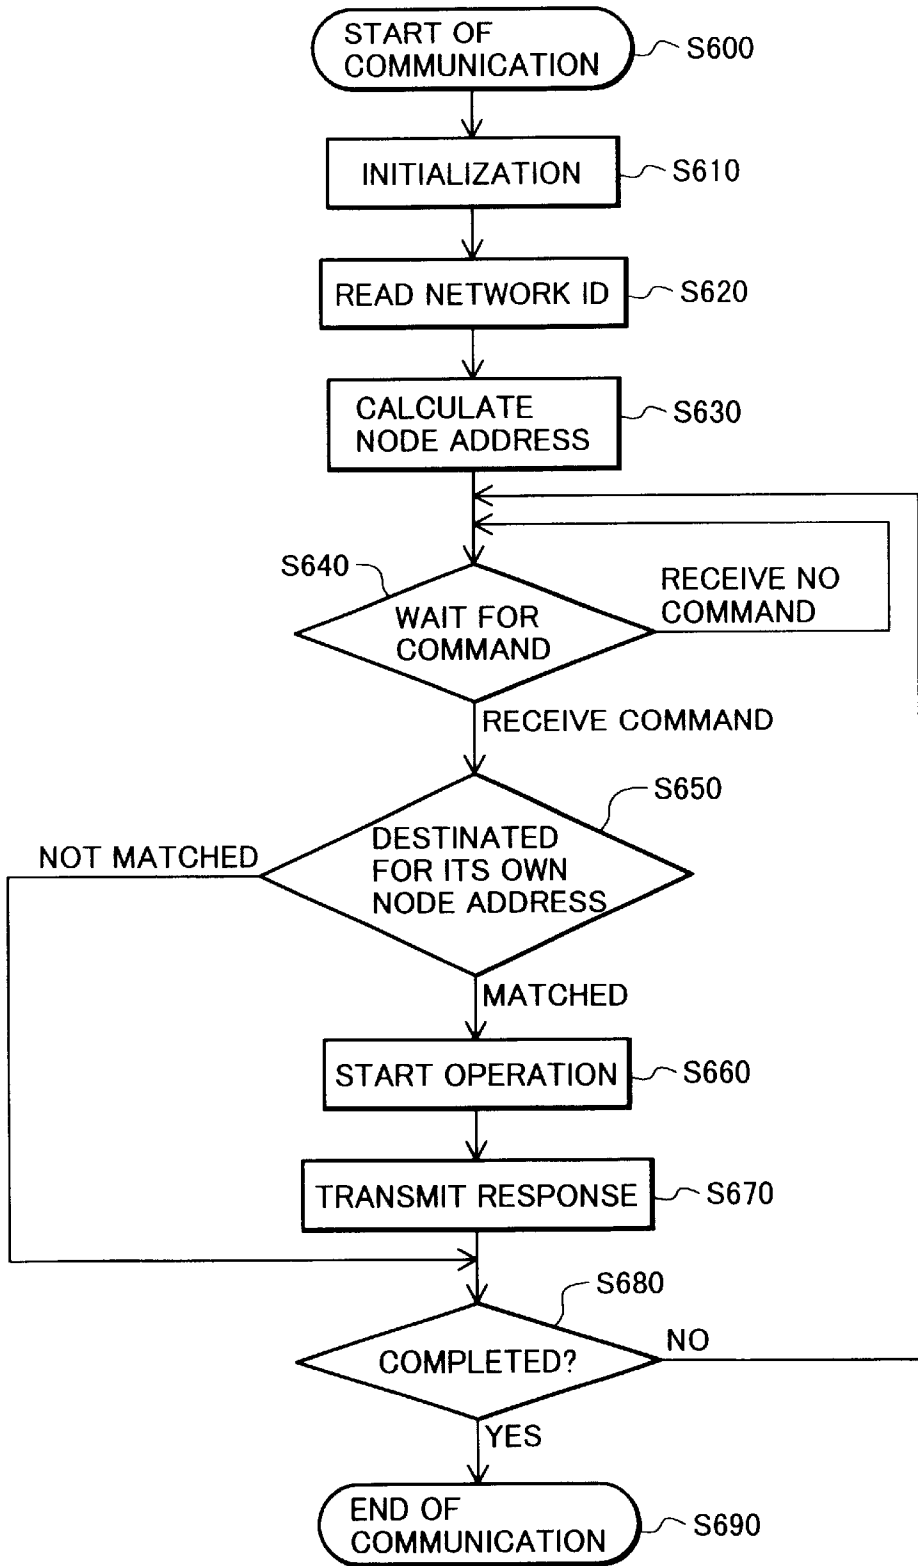 START OF
COMMUNICATION
S600
INITIALIZATION
S610
READ NETWORK ID
S620
CALCULATE
NODE ADDRESS
S630
S640
WAIT FOR
COMMAND
RECEIVE NO
COMMAND
RECEIVE COMMAND
S650
DESTINATED
FOR ITS OWN
NODE ADDRESS
NOT MATCHED
MATCHED
START OPERATION
S660
TRANSMIT RESPONSE
S670
S680
COMPLETED?
NO
YES
END OF
COMMUNICATION
S690